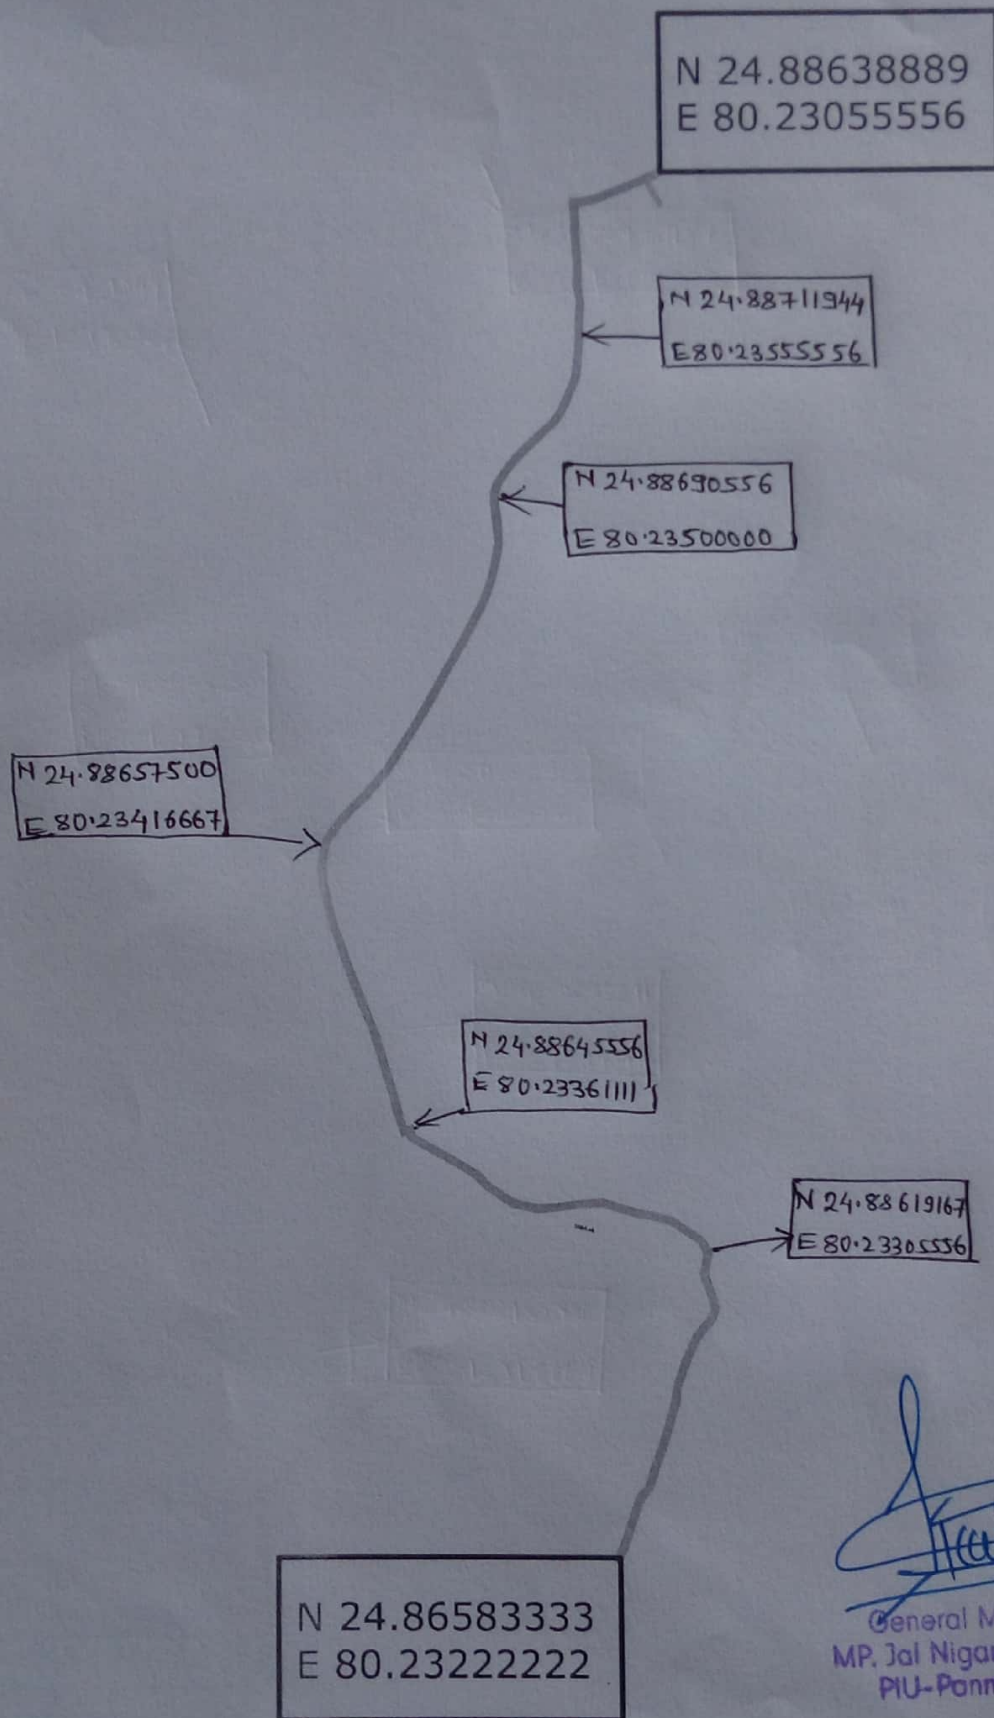 N 24.88638889
E 80.23055556
N 24.88711944
E 80.23555556
N 24.88690556
E 80.23500000
N 24.88657500
E 80.23416667
N 24.88645556
E 80.23361111
N 24.88619167
E 80.23305556
N 24.86583333
E 80.23222222
General M
MP. Jal Nigam
PIU-Pann